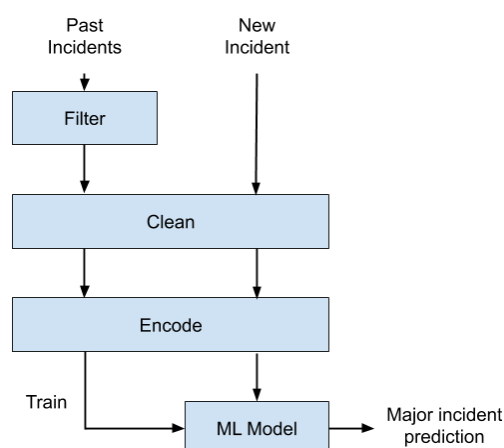 Past
Incidents
New
Incident
Filter
Clean
Encode
Train
ML Model
Major incident
prediction